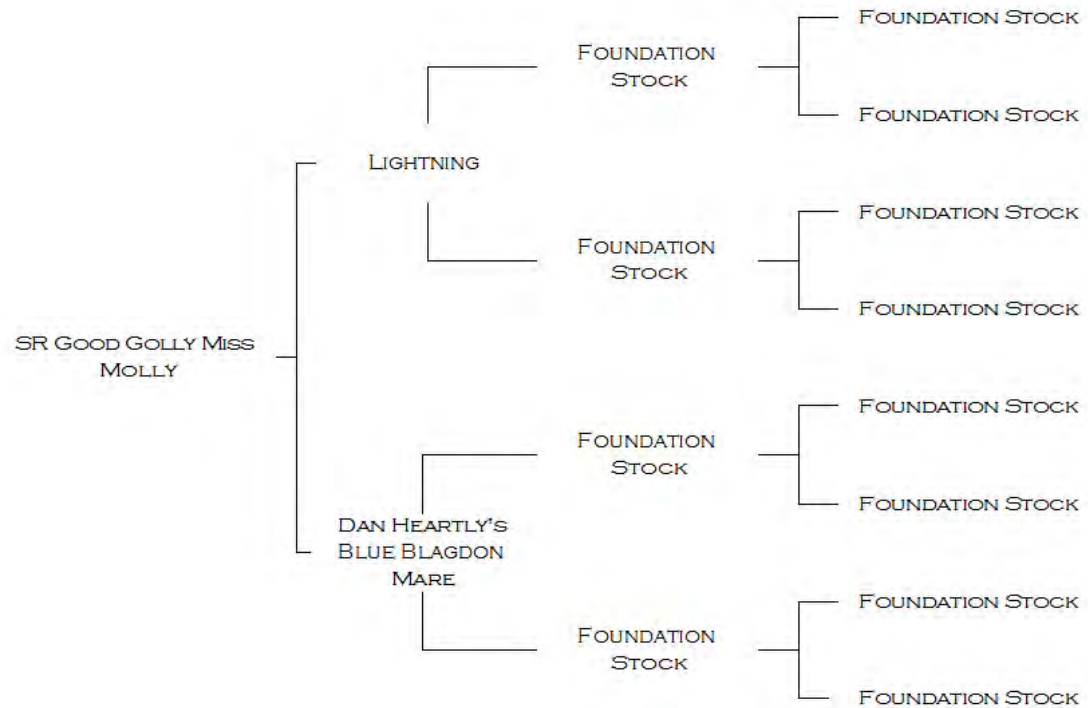 Foundation Stock
Foundation
Stock
Foundation Stock
Lightning
Foundation Stock
Foundation
Stock
Foundation Stock
SR Good Golly Miss
Molly
Foundation Stock
Foundation
Stock
Foundation Stock
Dan Heartly's
Blue Blagdon
Mare
Foundation Stock
Foundation
Stock
Foundation Stock